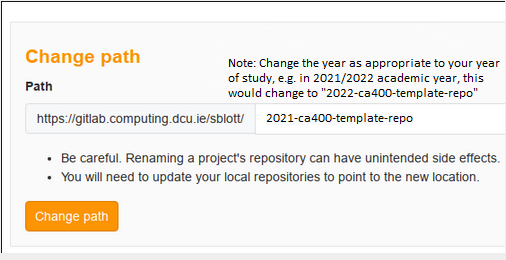 Change path
Note: Change the year as appropriate to your year
of study, e.g. in 2021/2022 academic year, this
would change to "2022-ca400-template-repo"
Path
https://gitlab.computing.dcu.ie/sblott/ 2021-ca400-template-repo
• Be careful. Renaming a project's repository can have unintended side effects.
• You will need to update your local repositories to point to the new location.
Change path